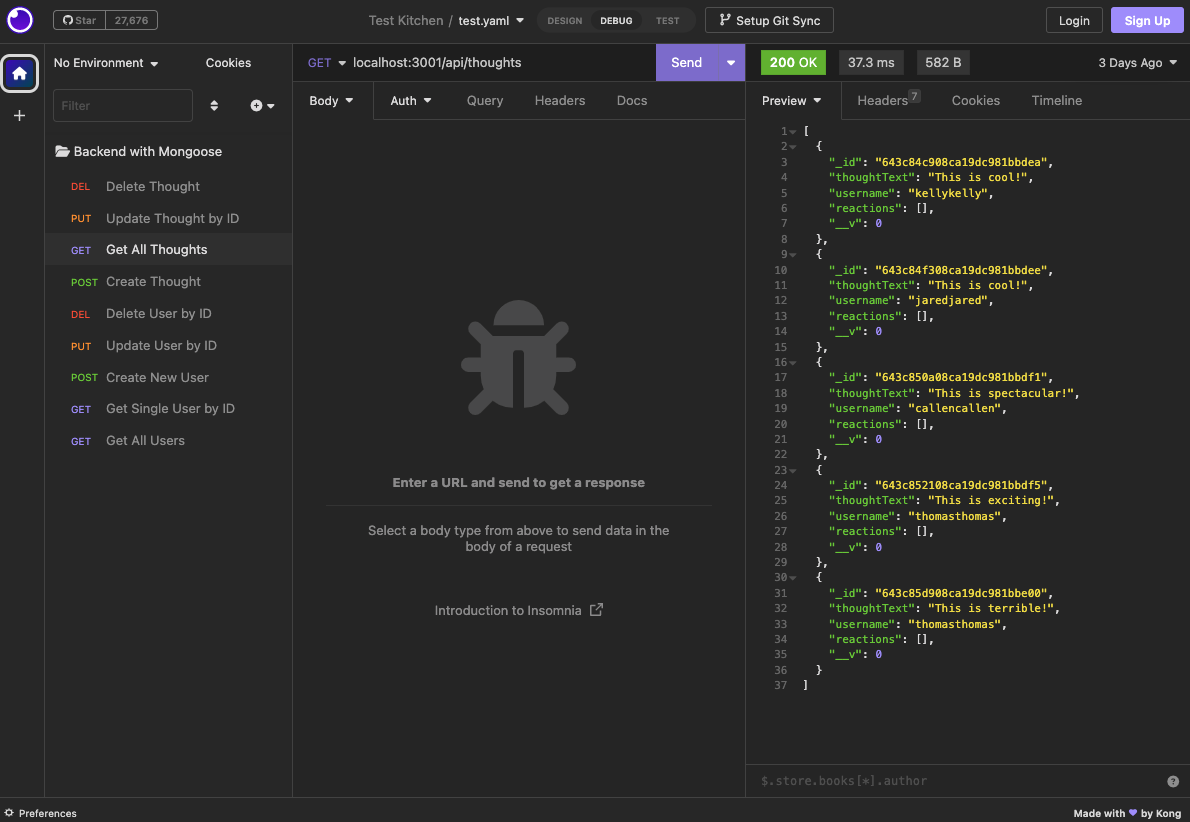 Star 27,676
Test Kitchen / test.yaml
DESIGN DEBUG TEST
Setup Git Sync
Login
Sign Up
No Environment
Cookies
Filter
Backend with Mongoose
DEL Delete Thought
PUT Update Thought by ID
GET Get All Thoughts
POST Create Thought
DEL Delete User by ID
PUT Update User by ID
POST Create New User
GET Get Single User by ID
GET Get All Users
GET localhost:3001/api/thoughts Send
Body Auth Query Headers Docs
Enter a URL and send to get a response
Select a body type from above to send data in the
body of a request
Introduction to Insomnia
200 OK 37.3 ms 582 B 3 Days Ago
Preview Headers 7 Cookies Timeline
1 [
2 {
3 "_id": "643c84c908ca19dc981bbdea",
4 "thoughtText": "This is cool!",
5 "username": "kellykelly",
6 "reactions": [],
7 "__v": 0
8 },
9 {
10 "_id": "643c84f308ca19dc981bbdee",
11 "thoughtText": "This is cool!",
12 "username": "jaredjared",
13 "reactions": [],
14 "__v": 0
15 },
16 {
17 "_id": "643c850a08ca19dc981bbdf1",
18 "thoughtText": "This is spectacular!",
19 "username": "callencallen",
20 "reactions": [],
21 "__v": 0
22 },
23 {
24 "_id": "643c852108ca19dc981bbdf5",
25 "thoughtText": "This is exciting!",
26 "username": "thomasthomas",
27 "reactions": [],
28 "__v": 0
29 },
30 {
31 "_id": "643c85d908ca19dc981bbe00",
32 "thoughtText": "This is terrible!",
33 "username": "thomasthomas",
34 "reactions": [],
35 "__v": 0
36 }
37 ]
$.store.books[*].author
Preferences
Made with ♥ by Kong